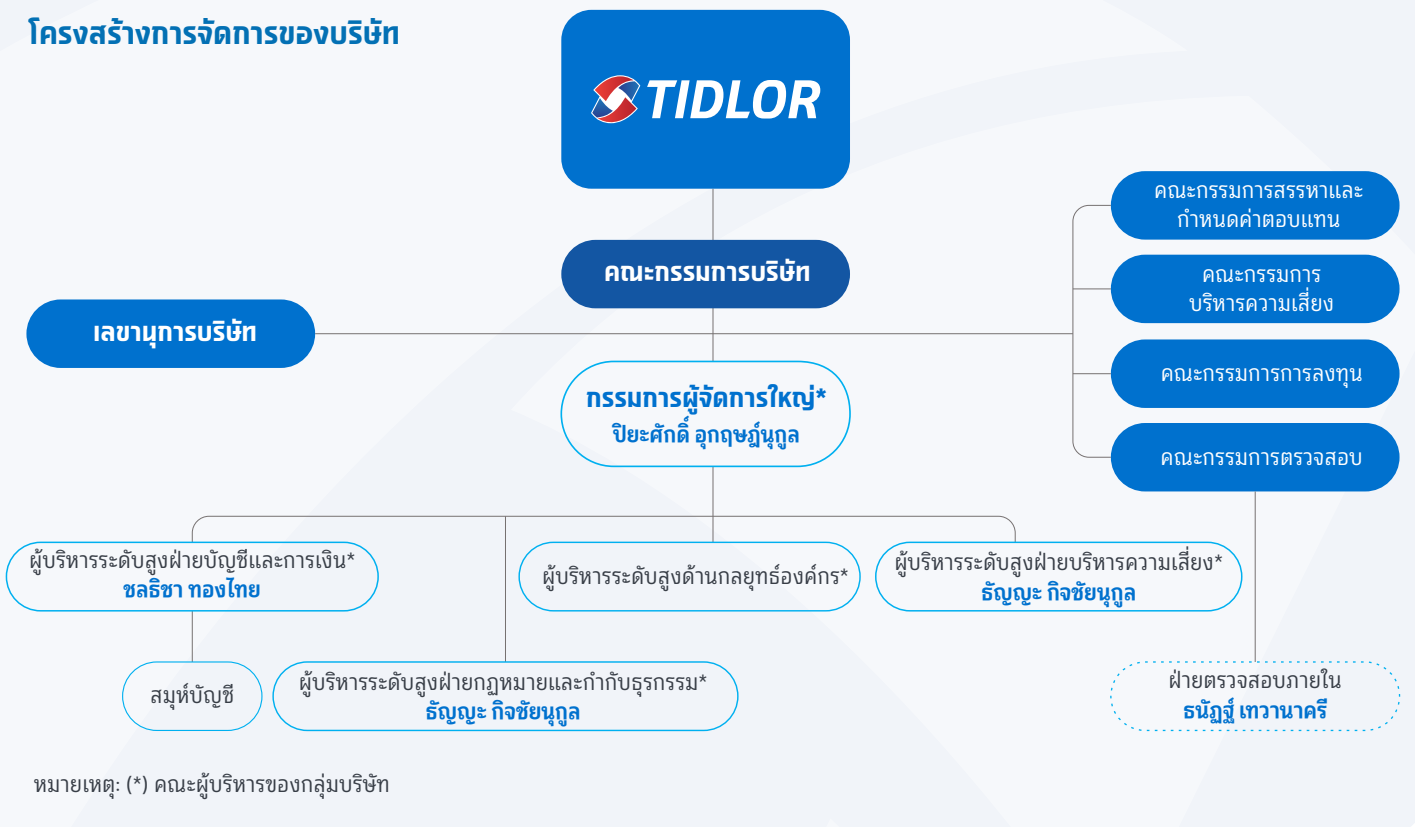 โครงสร้างการจัดการของบริษัท
TIDLOR
คณะกรรมการบริษัท
เลขานุการบริษัท
คณะกรรมการสรรหาและ
กำหนดค่าตอบแทน
คณะกรรมการ
บริหารความเสี่ยง
คณะกรรมการการลงทุน
คณะกรรมการตรวจสอบ
กรรมการผู้จัดการใหญ่*
ปิยะศักดิ์ อุกฤษฎ์นุกูล
ผู้บริหารระดับสูงฝ่ายบัญชีและการเงิน*
ชลธิชา ทองไทย
ผู้บริหารระดับสูงด้านกลยุทธ์องค์กร*
ผู้บริหารระดับสูงฝ่ายบริหารความเสี่ยง*
ธัญญะ กิจชัยนุกูล
สมุห์บัญชี
ผู้บริหารระดับสูงฝ่ายกฎหมายและกำกับธุรกรรม*
ธัญญะ กิจชัยนุกูล
ฝ่ายตรวจสอบภายใน
ธนัฏฐ์ เทวานาครี
หมายเหตุ: (*) คณะผู้บริหารของกลุ่มบริษัท